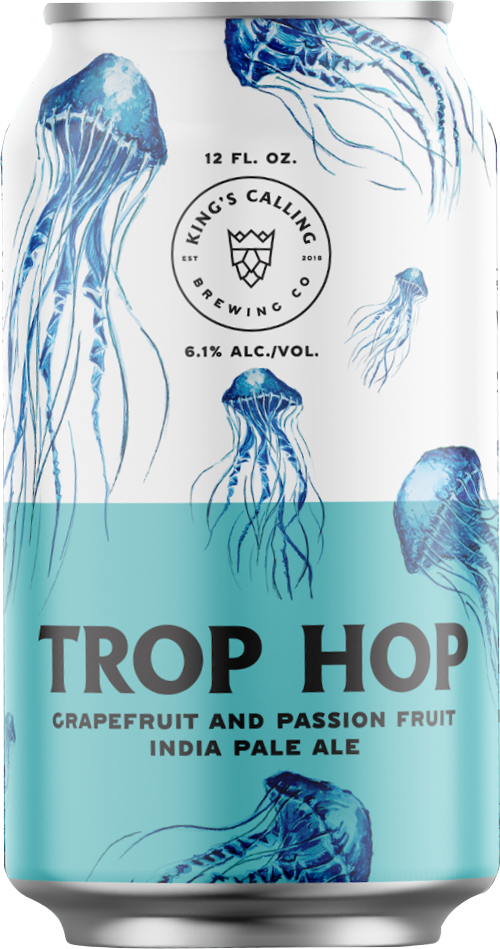 12 FL. OZ.
KING'S CALLING
EST 2018
BREWING CO
6.1% ALC./VOL.
TROP HOP
GRAPEFRUIT AND PASSION FRUIT
INDIA PALE ALE